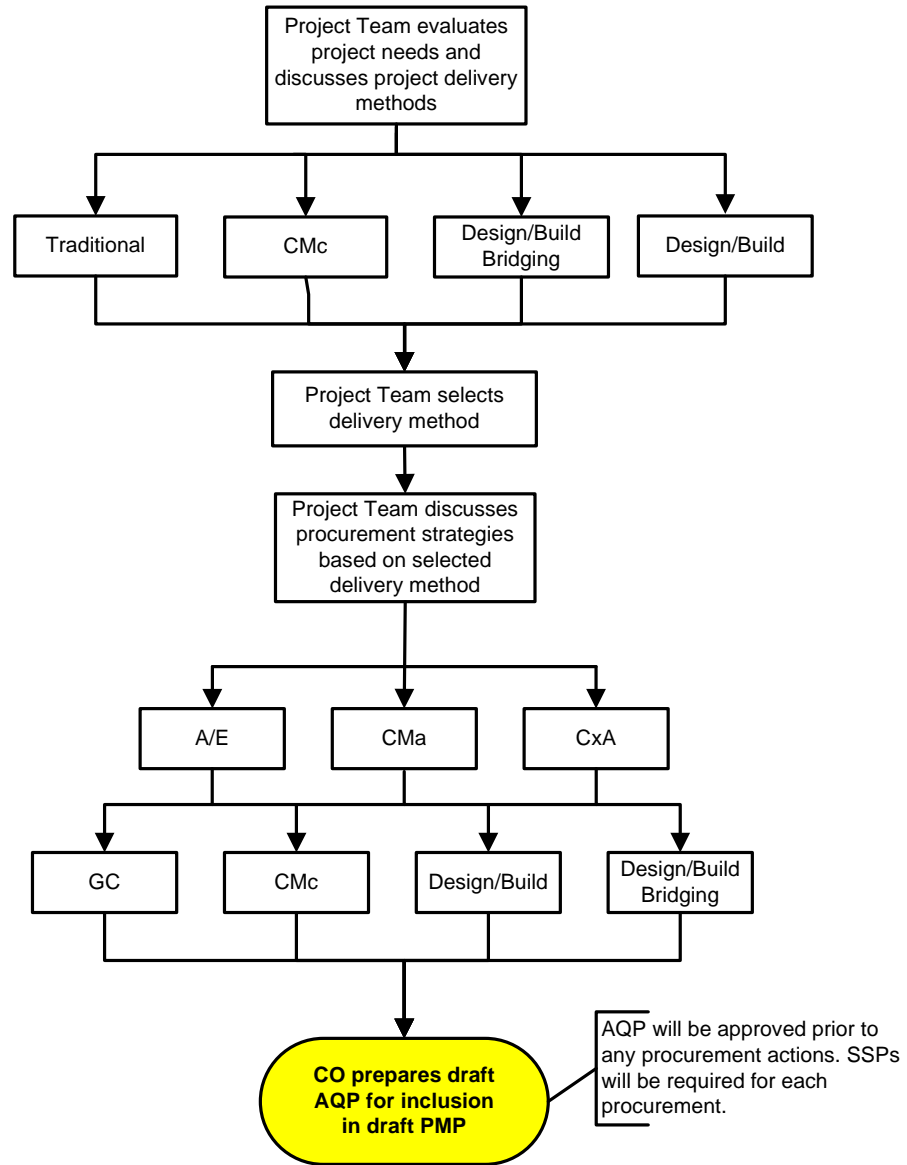 Project Team evaluates
project needs and
discusses project delivery
methods
Traditional
CMc
Design/Build
Bridging
Design/Build
Project Team selects
delivery method
Project Team discusses
procurement strategies
based on selected
delivery method
A/E
CMa
CxA
GC
CMc
Design/Build
Design/Build
Bridging
CO prepares draft
AQP for inclusion
in draft PMP
AQP will be approved prior to
any procurement actions. SSPs
will be required for each
procurement.